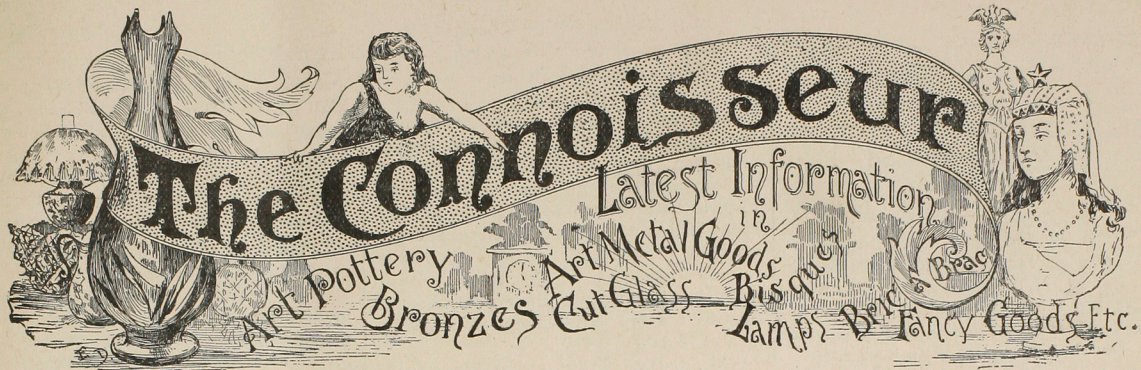 The Connoisseur
Latest Information
in
Art Pottery
Bronzes
Art Metal Goods
Cut Glass
Bisques
Lamps
Bric
Brac
Fancy Goods Etc.
E D